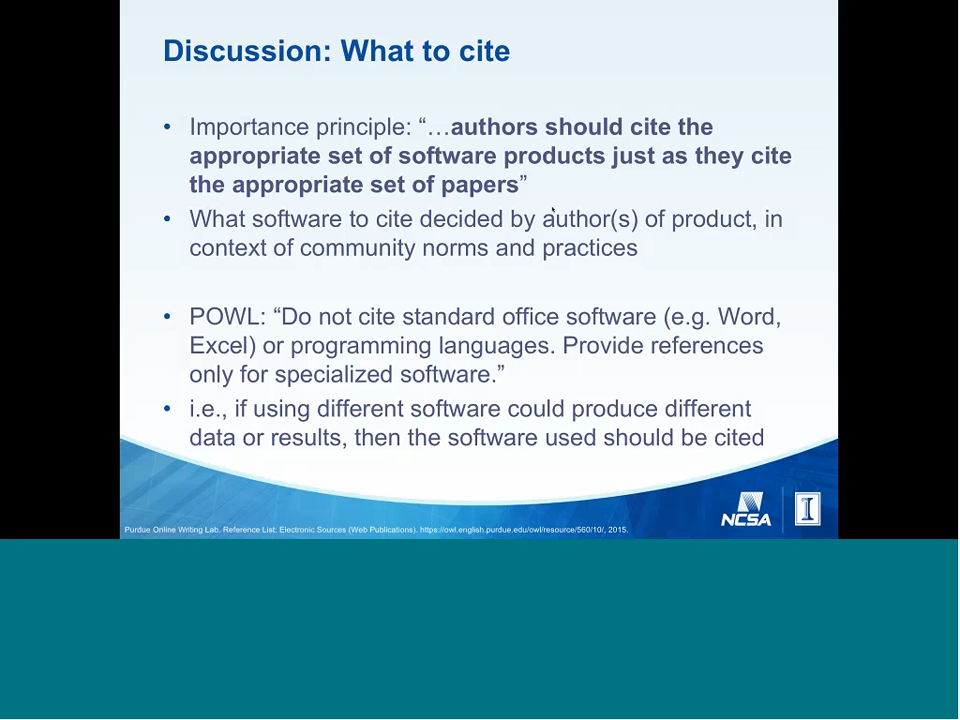 Discussion: What to cite
• Importance principle: “…authors should cite the
appropriate set of software products just as they cite
the appropriate set of papers”
• What software to cite decided by author(s) of product, in
context of community norms and practices
• POWL: “Do not cite standard office software (e.g. Word,
Excel) or programming languages. Provide references
only for specialized software.”
• i.e., if using different software could produce different
data or results, then the software used should be cited
NCSA
I
Purdue Online Writing Lab. Reference List: Electronic Sources (Web Publications). https://owl.english.purdue.edu/owl/resource/560/10/, 2015.